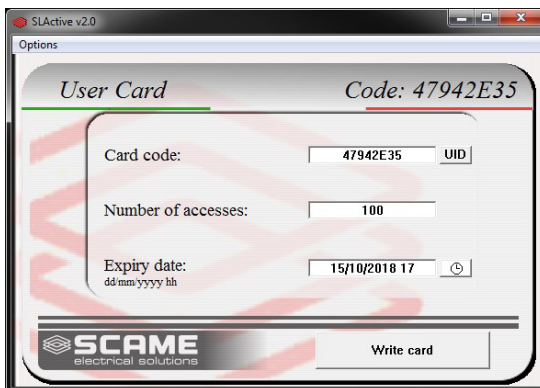 SLActive v2.0
Options
User Card
Code: 47942E35
Card code:
47942E35
UID
Number of accesses:
100
Expiry date:
dd/mm/yyyy hh
15/10/2018 17
SCAME
electrical solutions
Write card